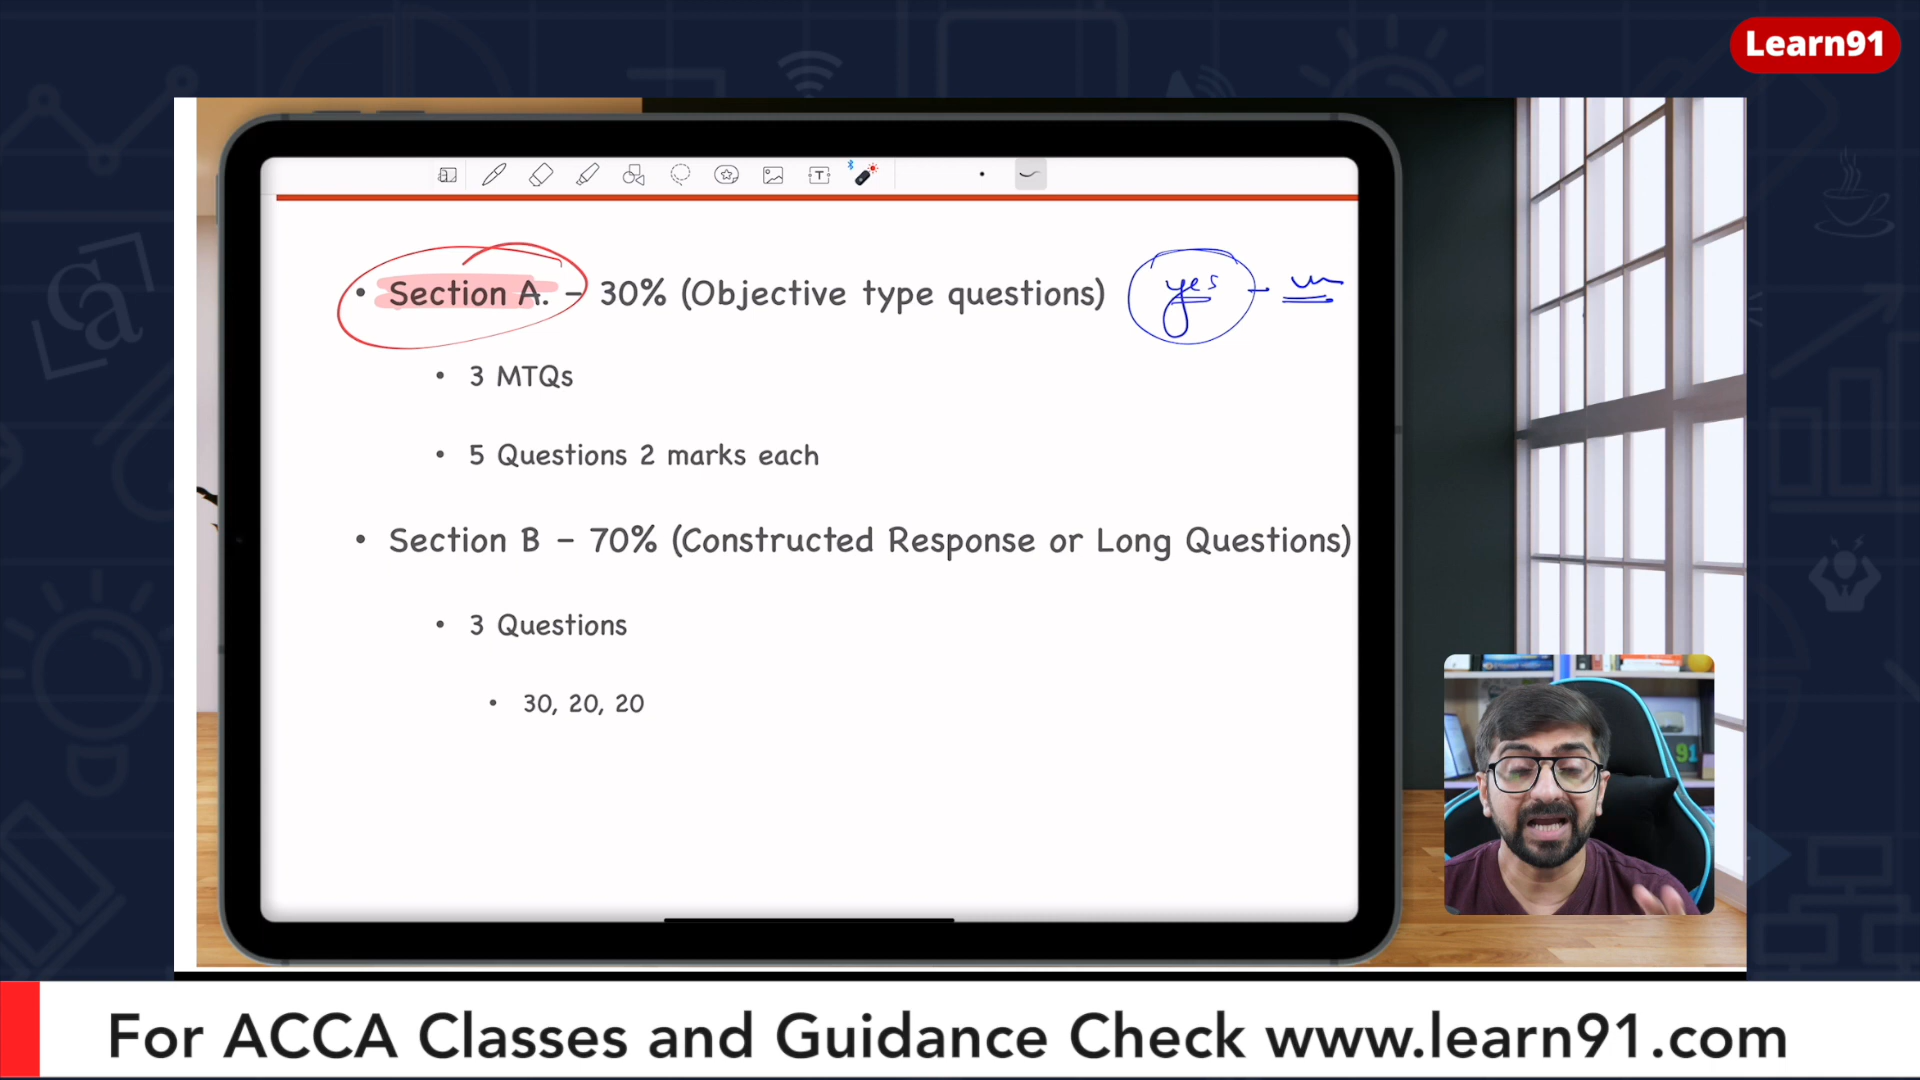 Learn91
• Section A. – 30% (Objective type questions) yes –
• 3 MTQs
• 5 Questions 2 marks each
• Section B – 70% (Constructed Response or Long Questions)
• 3 Questions
• 30, 20, 20
91
For ACCA Classes and Guidance Check www.learn91.com